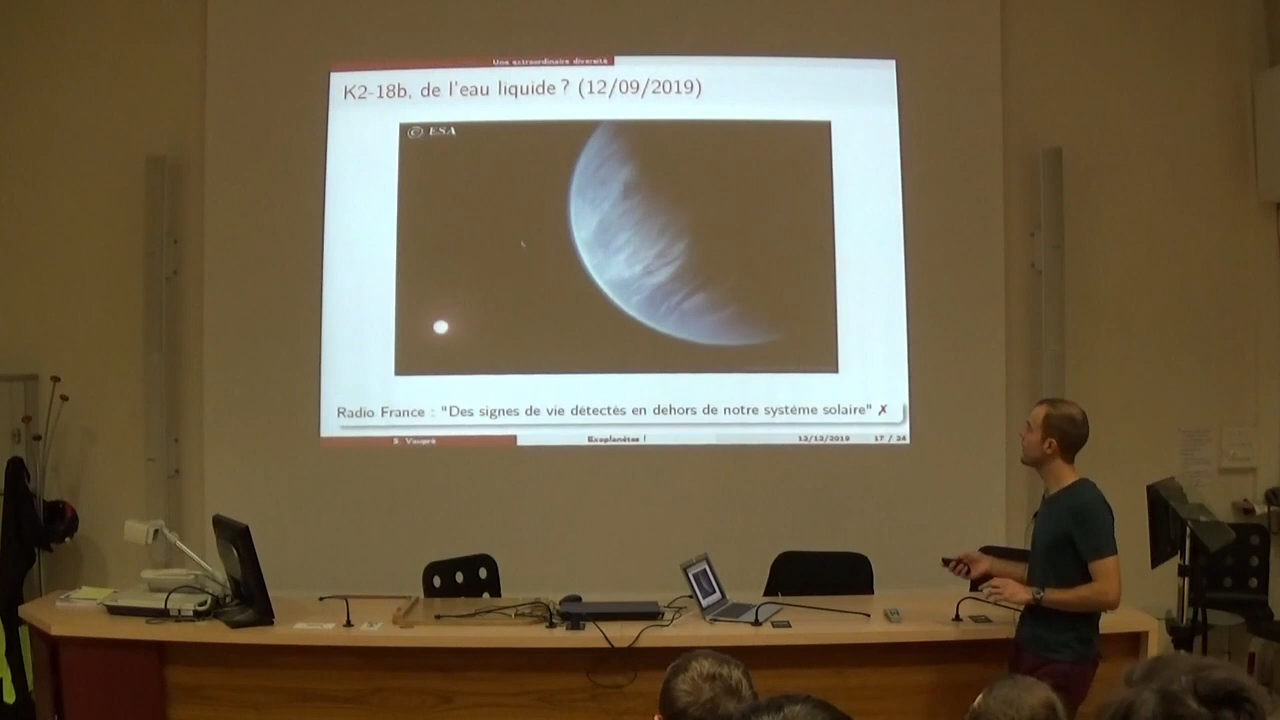 Une extraordinaire diversité
K2-18b, de l'eau liquide ? (12/09/2019)
© ESA
Radio France : "Des signes de vie détectés en dehors de notre système solaire" ✗
S. Vaupré Exoplanètes ! 12/12/2019 17 / 24